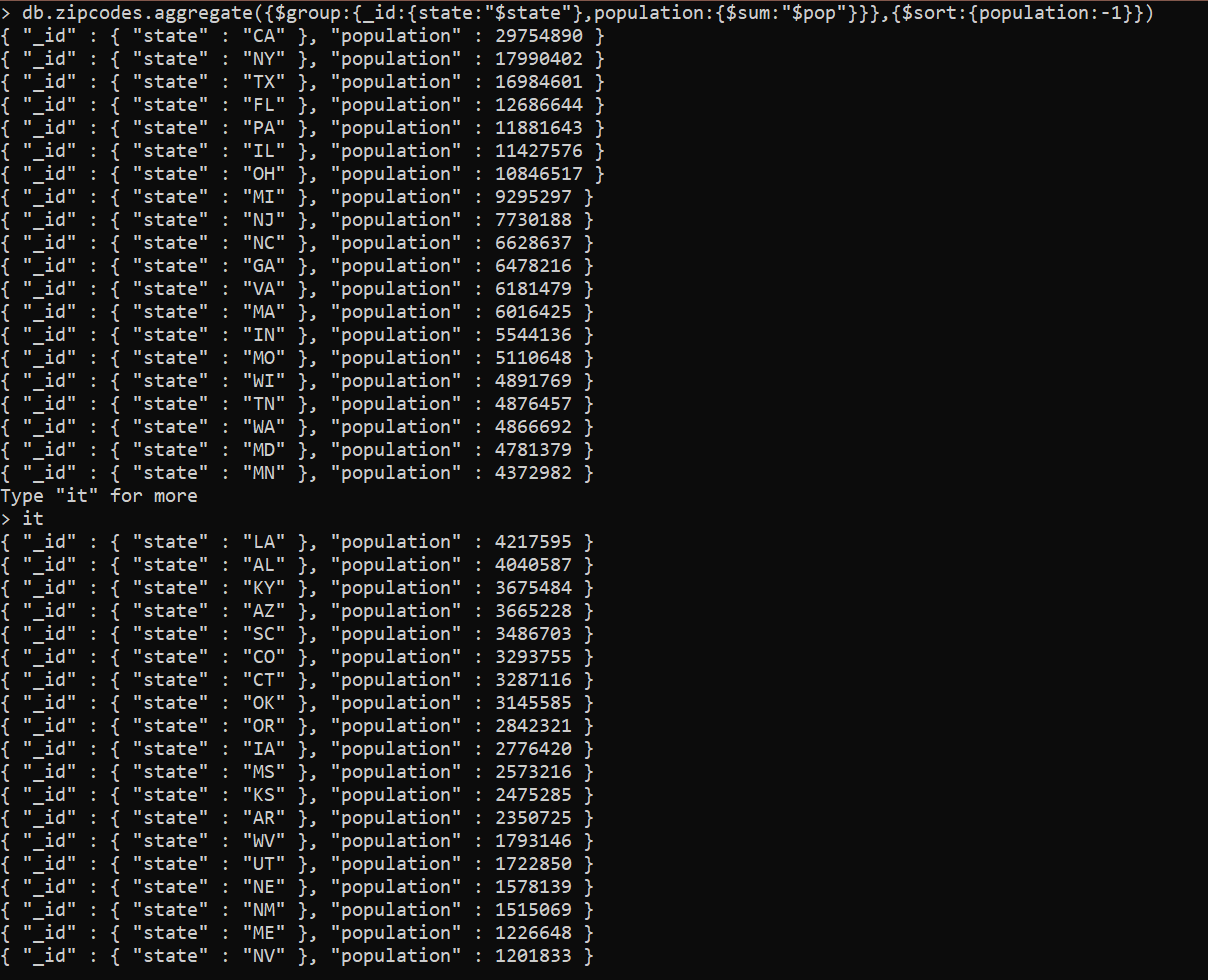 > db.zipcodes.aggregate({$group:{_id:{state:"$state"},population:{$sum:"$pop"}}},{$sort:{population:-1}})
{ "_id" : { "state" : "CA" }, "population" : 29754890 }
{ "_id" : { "state" : "NY" }, "population" : 17990402 }
{ "_id" : { "state" : "TX" }, "population" : 16984601 }
{ "_id" : { "state" : "FL" }, "population" : 12686644 }
{ "_id" : { "state" : "PA" }, "population" : 11881643 }
{ "_id" : { "state" : "IL" }, "population" : 11427576 }
{ "_id" : { "state" : "OH" }, "population" : 10846517 }
{ "_id" : { "state" : "MI" }, "population" : 9295297 }
{ "_id" : { "state" : "NJ" }, "population" : 7730188 }
{ "_id" : { "state" : "NC" }, "population" : 6628637 }
{ "_id" : { "state" : "GA" }, "population" : 6478216 }
{ "_id" : { "state" : "VA" }, "population" : 6181479 }
{ "_id" : { "state" : "MA" }, "population" : 6016425 }
{ "_id" : { "state" : "IN" }, "population" : 5544136 }
{ "_id" : { "state" : "MO" }, "population" : 5110648 }
{ "_id" : { "state" : "WI" }, "population" : 4891769 }
{ "_id" : { "state" : "TN" }, "population" : 4876457 }
{ "_id" : { "state" : "WA" }, "population" : 4866692 }
{ "_id" : { "state" : "MD" }, "population" : 4781379 }
{ "_id" : { "state" : "MN" }, "population" : 4372982 }
Type "it" for more
> it
{ "_id" : { "state" : "LA" }, "population" : 4217595 }
{ "_id" : { "state" : "AL" }, "population" : 4040587 }
{ "_id" : { "state" : "KY" }, "population" : 3675484 }
{ "_id" : { "state" : "AZ" }, "population" : 3665228 }
{ "_id" : { "state" : "SC" }, "population" : 3486703 }
{ "_id" : { "state" : "CO" }, "population" : 3293755 }
{ "_id" : { "state" : "CT" }, "population" : 3287116 }
{ "_id" : { "state" : "OK" }, "population" : 3145585 }
{ "_id" : { "state" : "OR" }, "population" : 2842321 }
{ "_id" : { "state" : "IA" }, "population" : 2776420 }
{ "_id" : { "state" : "MS" }, "population" : 2573216 }
{ "_id" : { "state" : "KS" }, "population" : 2475285 }
{ "_id" : { "state" : "AR" }, "population" : 2350725 }
{ "_id" : { "state" : "WV" }, "population" : 1793146 }
{ "_id" : { "state" : "UT" }, "population" : 1722850 }
{ "_id" : { "state" : "NE" }, "population" : 1578139 }
{ "_id" : { "state" : "NM" }, "population" : 1515069 }
{ "_id" : { "state" : "ME" }, "population" : 1226648 }
{ "_id" : { "state" : "NV" }, "population" : 1201833 }